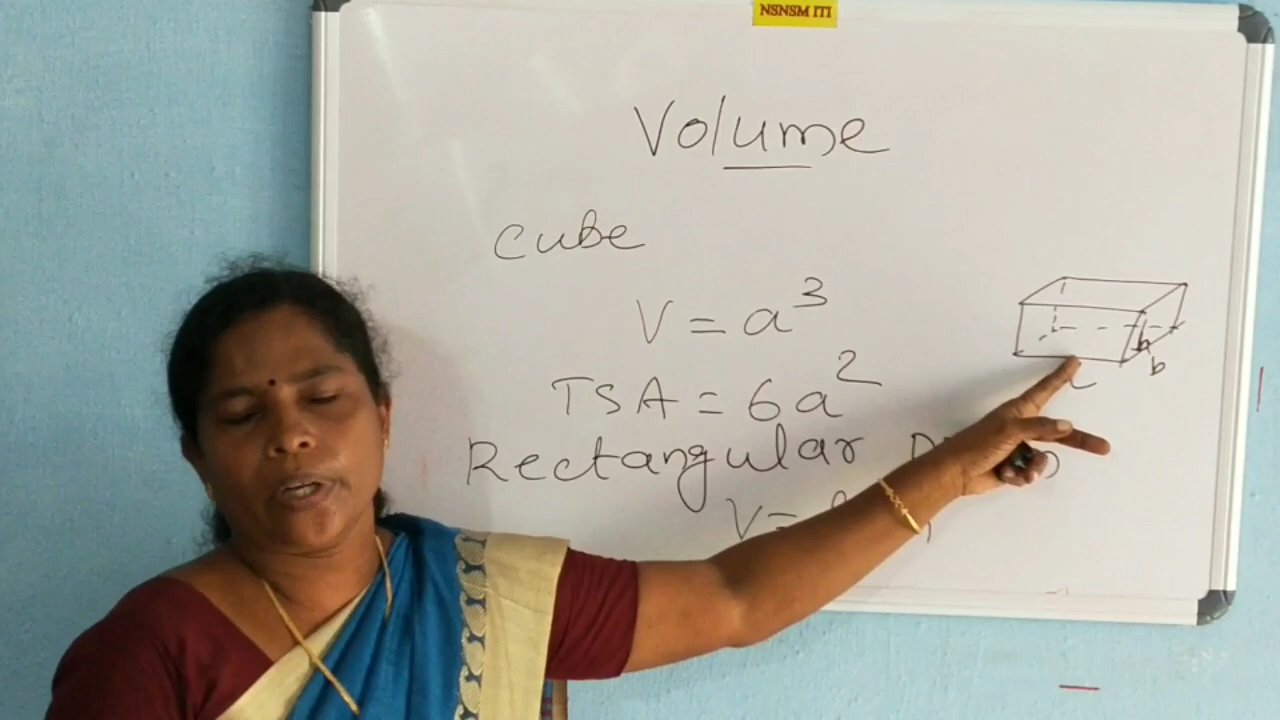 NSNSM ITI
Volume
cube
V = a³
TSA = 6a²
Rectangular
V =
h
b